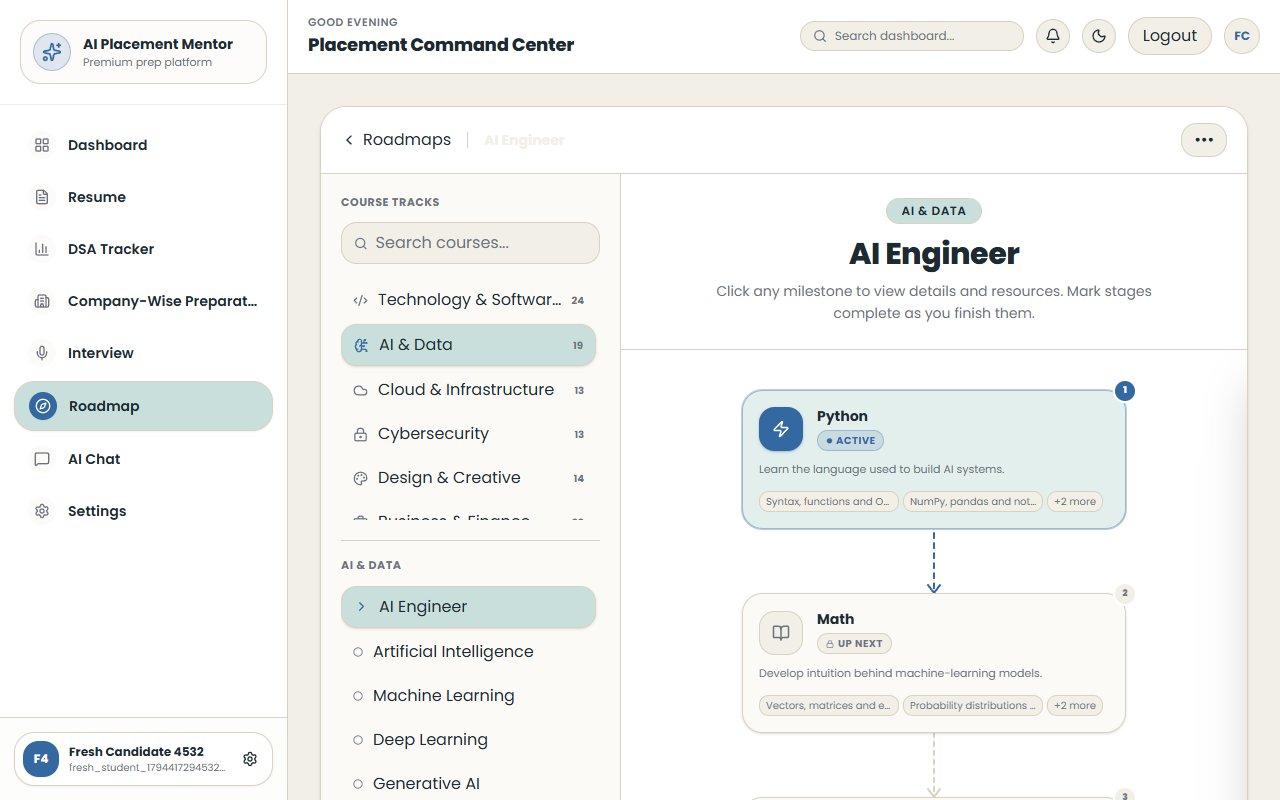 AI Placement Mentor
Premium prep platform
Dashboard
Resume
DSA Tracker
Company-Wise Preparat...
Interview
Roadmap
AI Chat
Settings
F4
Fresh Candidate 4532
fresh_student_1794417294532...
GOOD EVENING
Placement Command Center
Search dashboard...
Logout
FC
Roadmaps
AI Engineer
COURSE TRACKS
Search courses...
Technology & Softwar... 24
AI & Data 19
Cloud & Infrastructure 13
Cybersecurity 13
Design & Creative 14
AI & DATA
AI Engineer
Artificial Intelligence
Machine Learning
Deep Learning
Generative AI
AI & DATA
AI Engineer
Click any milestone to view details and resources. Mark stages
complete as you finish them.
1
Python
ACTIVE
Learn the language used to build AI systems.
Syntax, functions and O... NumPy, pandas and not... +2 more
2
Math
UP NEXT
Develop intuition behind machine-learning models.
Vectors, matrices and e... Probability distributions ... +2 more
3